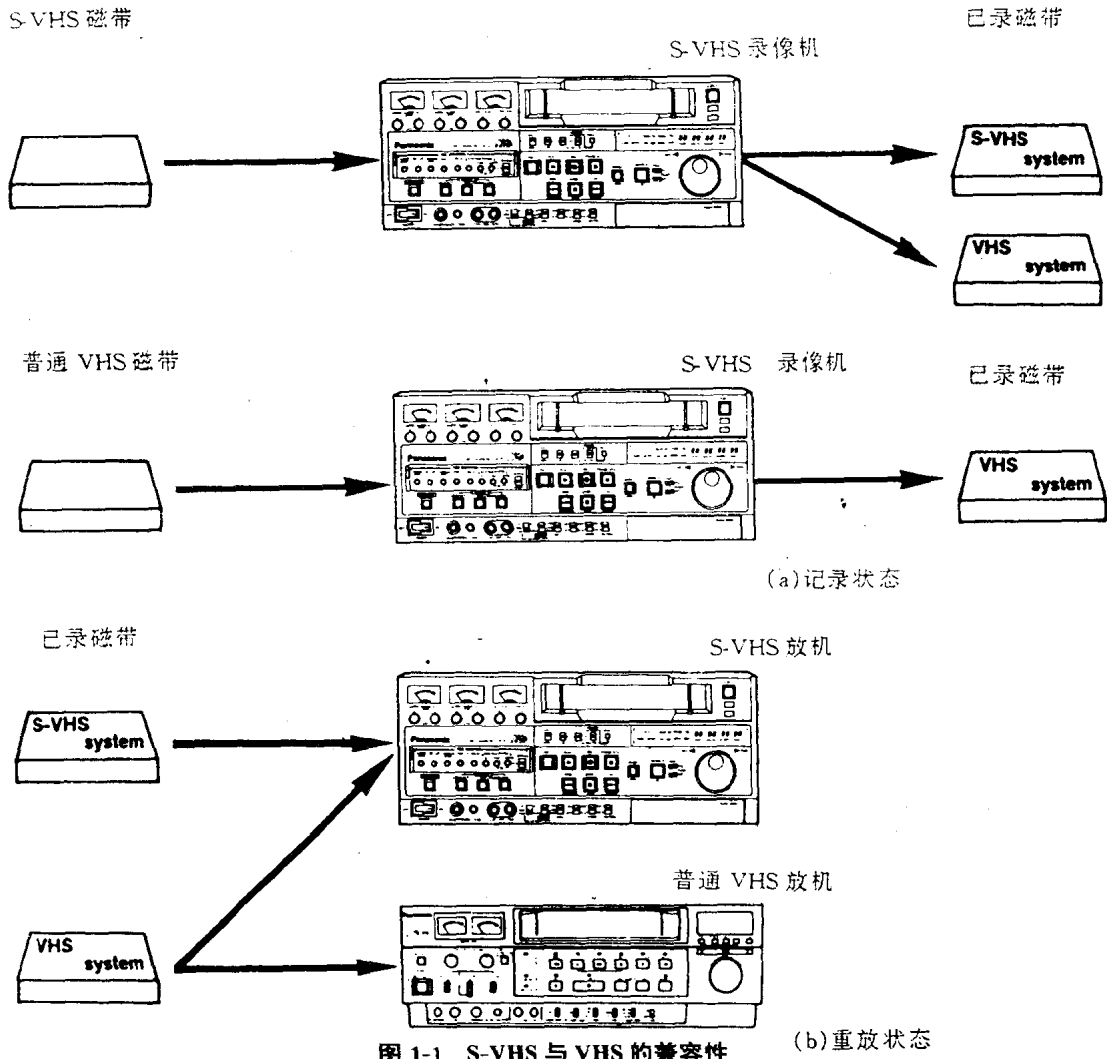 S-VHS 磁带
已录磁带
S-VHS 录像机
Panasonic
S-VHS
system
VHS
system
普通 VHS 磁带
S-VHS 录像机
已录磁带
Panasonic
VHS
system
(a)记录状态
已录磁带
S-VHS 放机
S-VHS
system
Panasonic
普通 VHS 放机
VHS
system
(b)重放状态
图 1-1 S-VHS 与 VHS 的兼容性